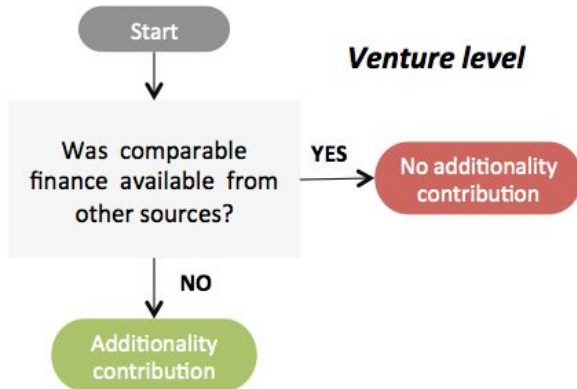 Start
Venture level
Was comparable
finance available from
other sources?
YES
No additionality
contribution
NO
Additionality
contribution